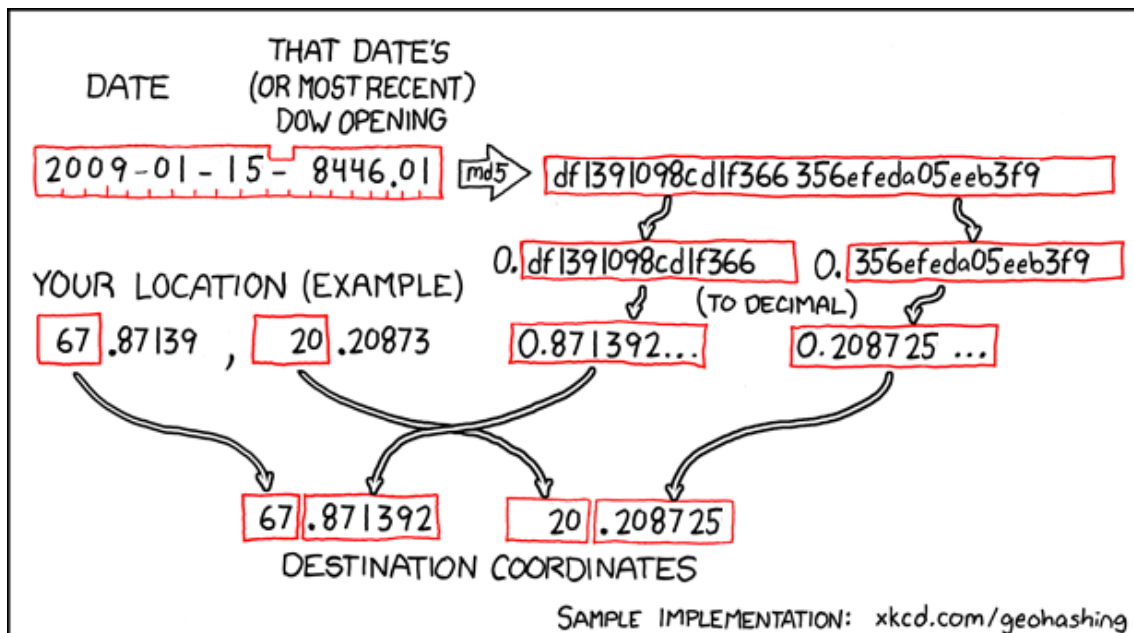 THAT DATE'S
DATE (OR MOST RECENT)
DOW OPENING
2009-01-15-8446.01 md5 df1391098cd1f366356efeda05eeb3f9
0. df1391098cd1f366 0. 356efeda05eeb3f9
YOUR LOCATION (EXAMPLE) (TO DECIMAL)
67.87139, 20.20873 0.871392... 0.208725 ...
67.871392 20.208725
DESTINATION COORDINATES
SAMPLE IMPLEMENTATION: xkcd.com/geohashing